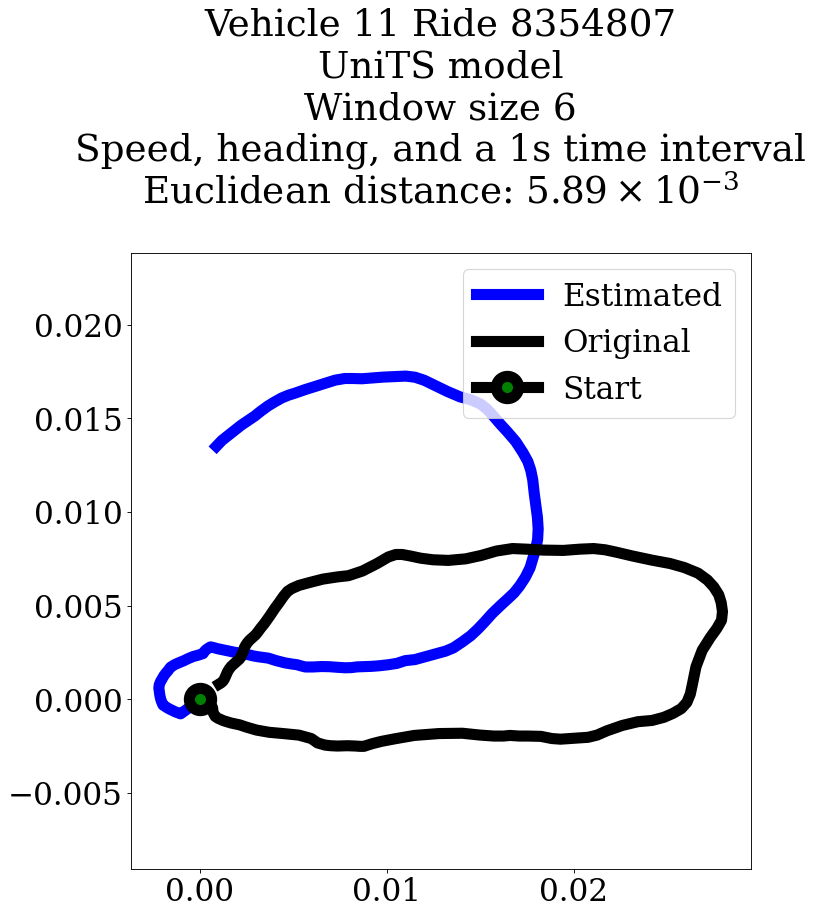 Vehicle 11 Ride 8354807
UniTS model
Window size 6
Speed, heading, and a 1s time interval
Euclidean distance: 5.89 × 10⁻³
Estimated
Original
Start
0.020
0.015
0.010
0.005
0.000
−0.005
0.00 0.01 0.02